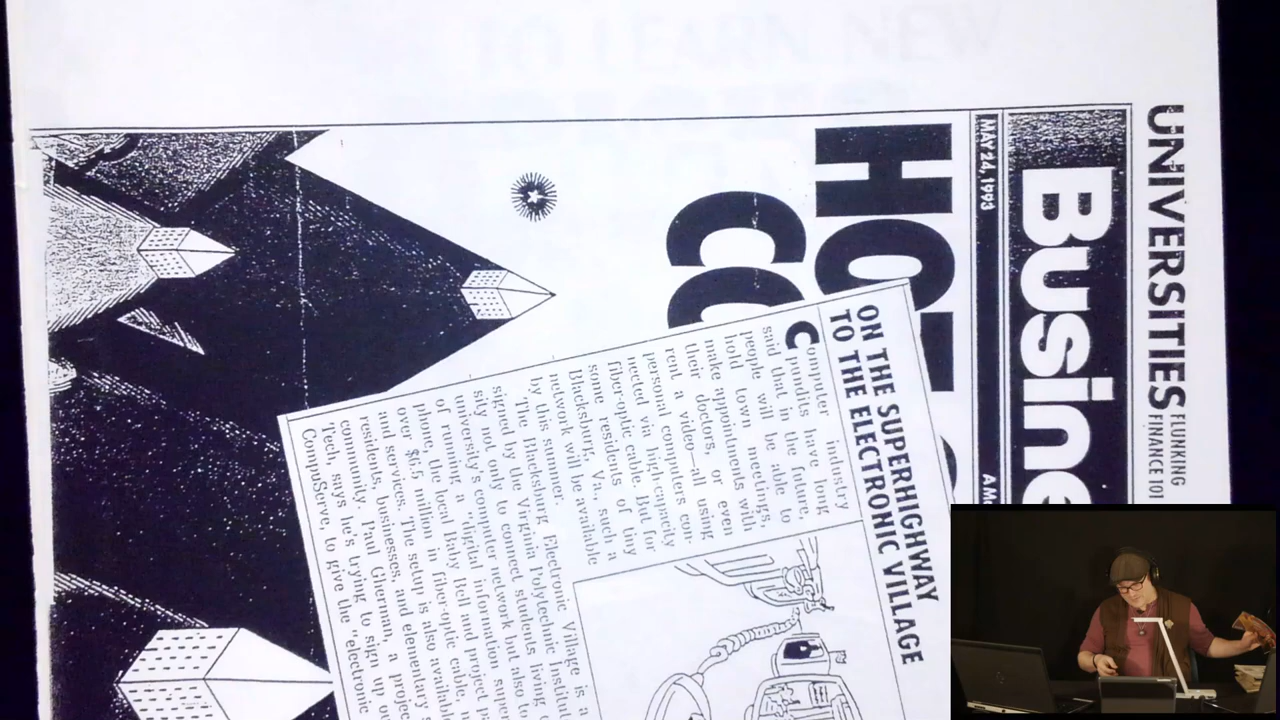 UNIVERSITIES FLUNKING
FINANCE 101
Busine
MAY 24, 1993
HOT
CO
ON THE SUPERHIGHWAY
TO THE ELECTRONIC VILLAGE
Computer industry
pundits have long
said that in the future,
people will be able to
hold town meetings,
make appointments with
their doctors, or even
rent a video—all using
personal computers con-
nected via high-capacity
fiber-optic cable. But for
some residents of tiny
Blacksburg, Va., such a
network will be available
by this summer.
The Blacksburg Electronic Village is a
signed by the Virginia Polytechnic Institut
sity not only to connect students living
university's computer network but also to
of running a "digital information super
phone, the local Baby Bell and project pa
over $6.5 million in fiber-optic cable,
and services. The setup is also available
residents, businesses, and elementary s
community. Paul Gherman, a projec
Tech, says he's trying to sign up
CompuServe, to give the "electronic